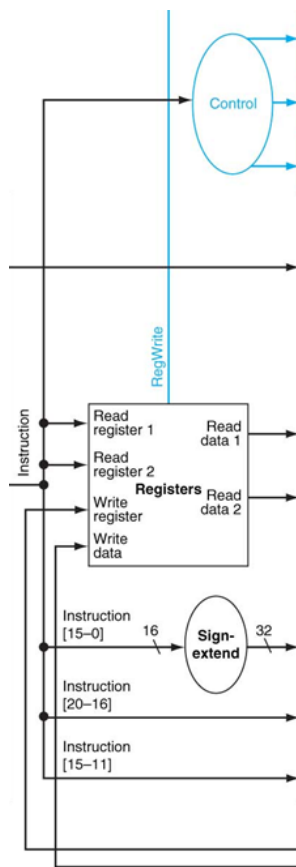 Control
RegWrite
Instruction
Read
register 1
Read
data 1
Read
register 2
Registers
Write
register
Read
data 2
Write
data
Instruction
[15–0]
16
Sign-
extend
32
Instruction
[20–16]
Instruction
[15–11]